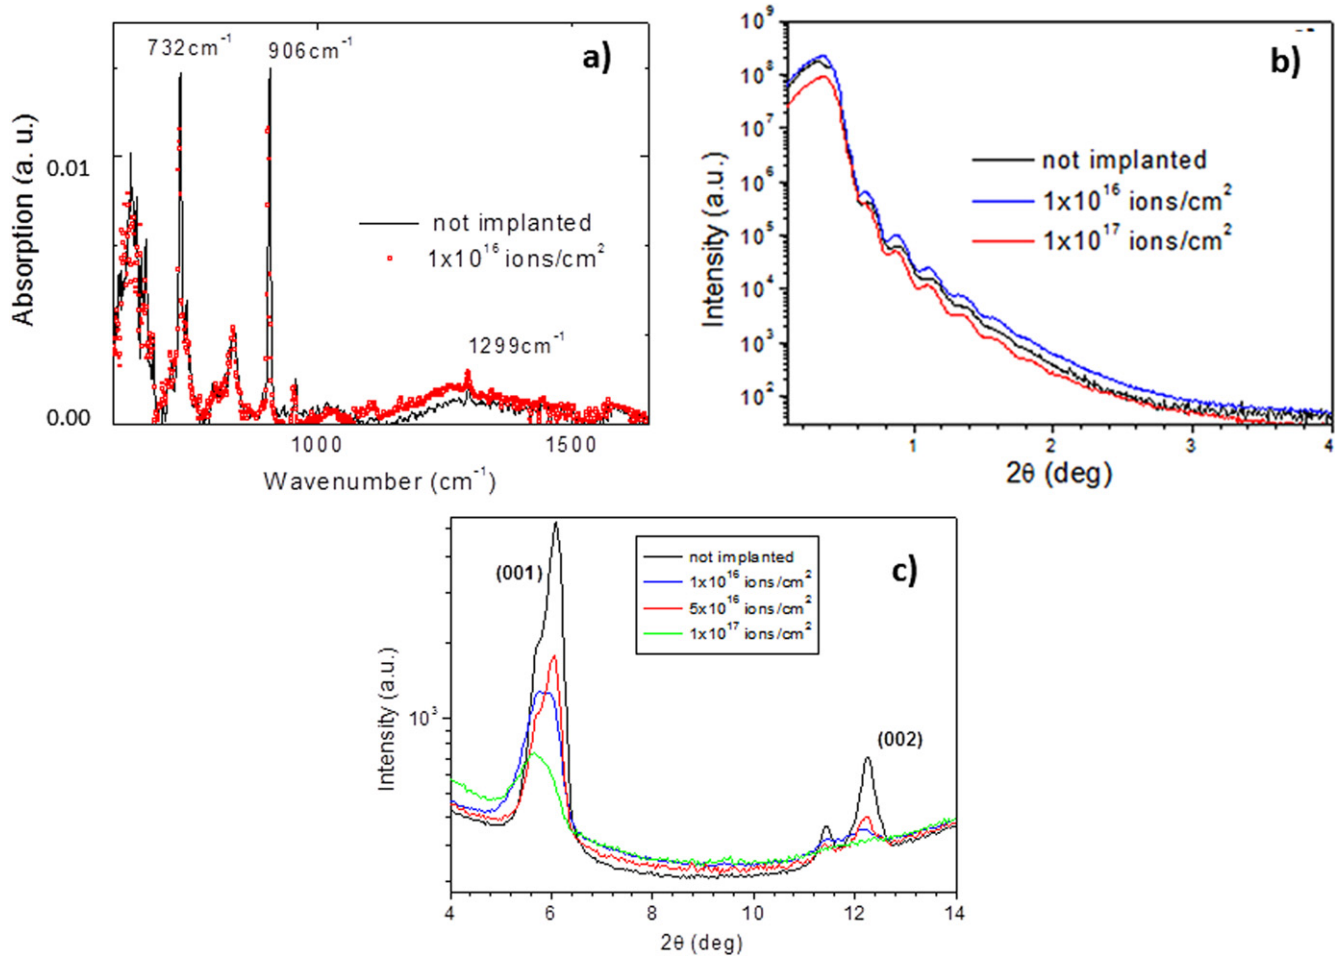 732cm⁻¹ 906cm⁻¹ a)
Absorption (a. u.)
0.01
0.00
not implanted
1x10¹⁶ ions/cm²
1299cm⁻¹
1000 1500
Wavenumber (cm⁻¹)
b)
Intensity (a.u.)
10⁹
10⁸
10⁷
10⁶
10⁵
10⁴
10³
10²
not implanted
1x10¹⁶ ions/cm²
1x10¹⁷ ions/cm²
1 2 3 4
2θ (deg)
c)
Intensity (a.u.)
10³
(001)
not implanted
1x10¹⁶ ions/cm²
5x10¹⁶ ions/cm²
1x10¹⁷ ions/cm²
(002)
4 6 8 10 12 14
2θ (deg)